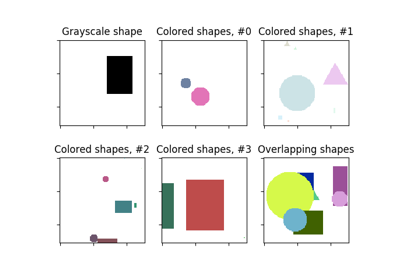 Grayscale shape
Colored shapes, #0
Colored shapes, #1
Colored shapes, #2
Colored shapes, #3
Overlapping shapes